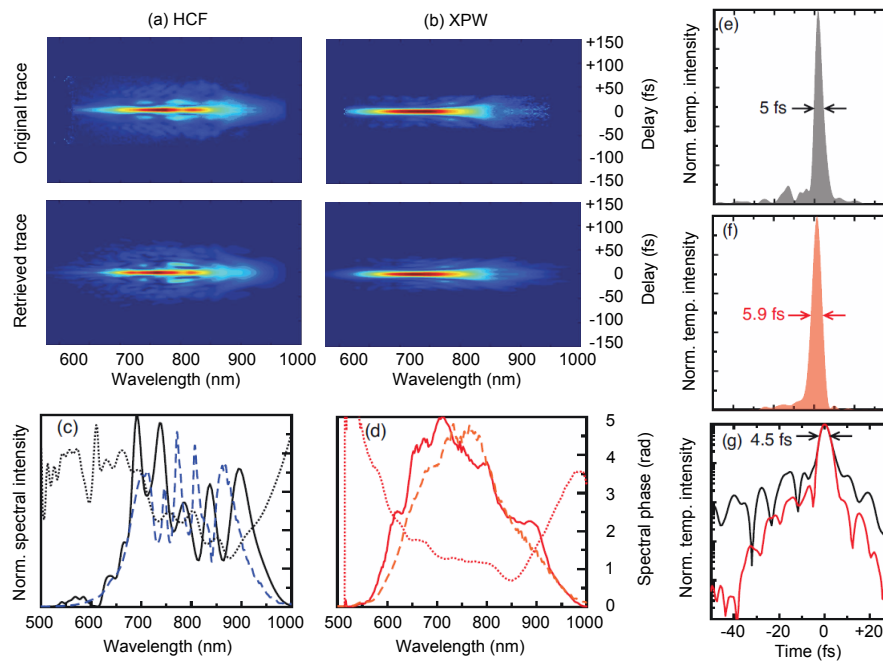 (a) HCF
(b) XPW
Original trace
+150
+100
+50
0
-50
-100
-150
Delay (fs)
Retrieved trace
+150
+100
+50
0
-50
-100
-150
Delay (fs)
600 700 800 900 1000
Wavelength (nm)
600 700 800 900 1000
Wavelength (nm)
(c)
Norm. spectral intensity
500 600 700 800 900 1000
Wavelength (nm)
(d)
5
4
3
2
1
0
Spectral phase (rad)
500 600 700 800 900 1000
Wavelength (nm)
(e)
5 fs
Norm. temp. intensity
(f)
5.9 fs
Norm. temp. intensity
(g)
4.5 fs
Norm. temp. intensity
-40 -20 0 +20
Time (fs)